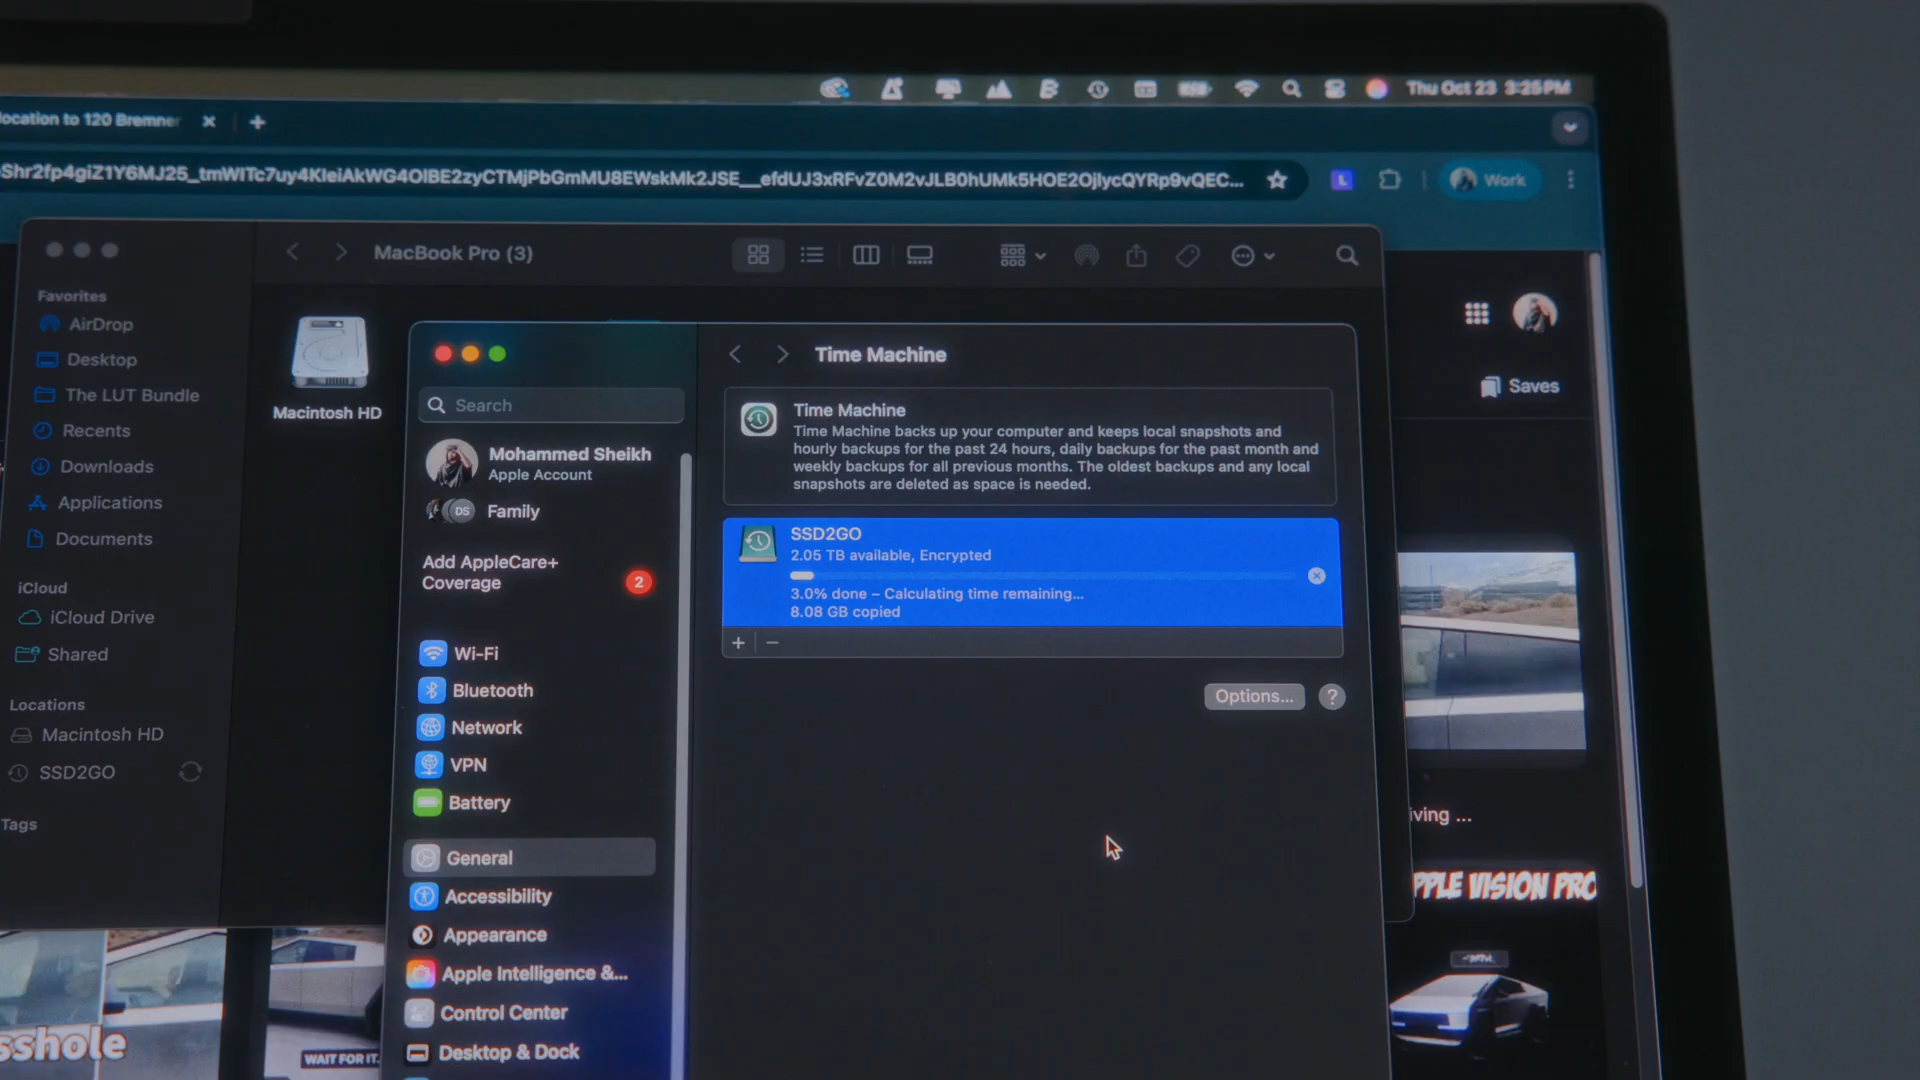 Thu Oct 23 3:25 PM
location to 120 Bremner
Work
MacBook Pro (3)
Favorites
AirDrop
Desktop
The LUT Bundle
Recents
Downloads
Applications
Documents
iCloud
iCloud Drive
Shared
Locations
Macintosh HD
SSD2GO
Tags
Macintosh HD
Search
Mohammed Sheikh
Apple Account
DS
Family
Add AppleCare+
Coverage
2
Wi-Fi
Bluetooth
Network
VPN
Battery
General
Accessibility
Appearance
Apple Intelligence &...
Control Center
Desktop & Dock
Time Machine
Time Machine
Time Machine backs up your computer and keeps local snapshots and
hourly backups for the past 24 hours, daily backups for the past month and
weekly backups for all previous months. The oldest backups and any local
snapshots are deleted as space is needed.
SSD2GO
2.05 TB available, Encrypted
3.0% done – Calculating time remaining...
8.08 GB copied
+
−
Options...
?
Saves
iving ...
PPLE VISION PRO
sshole
WAIT FOR IT